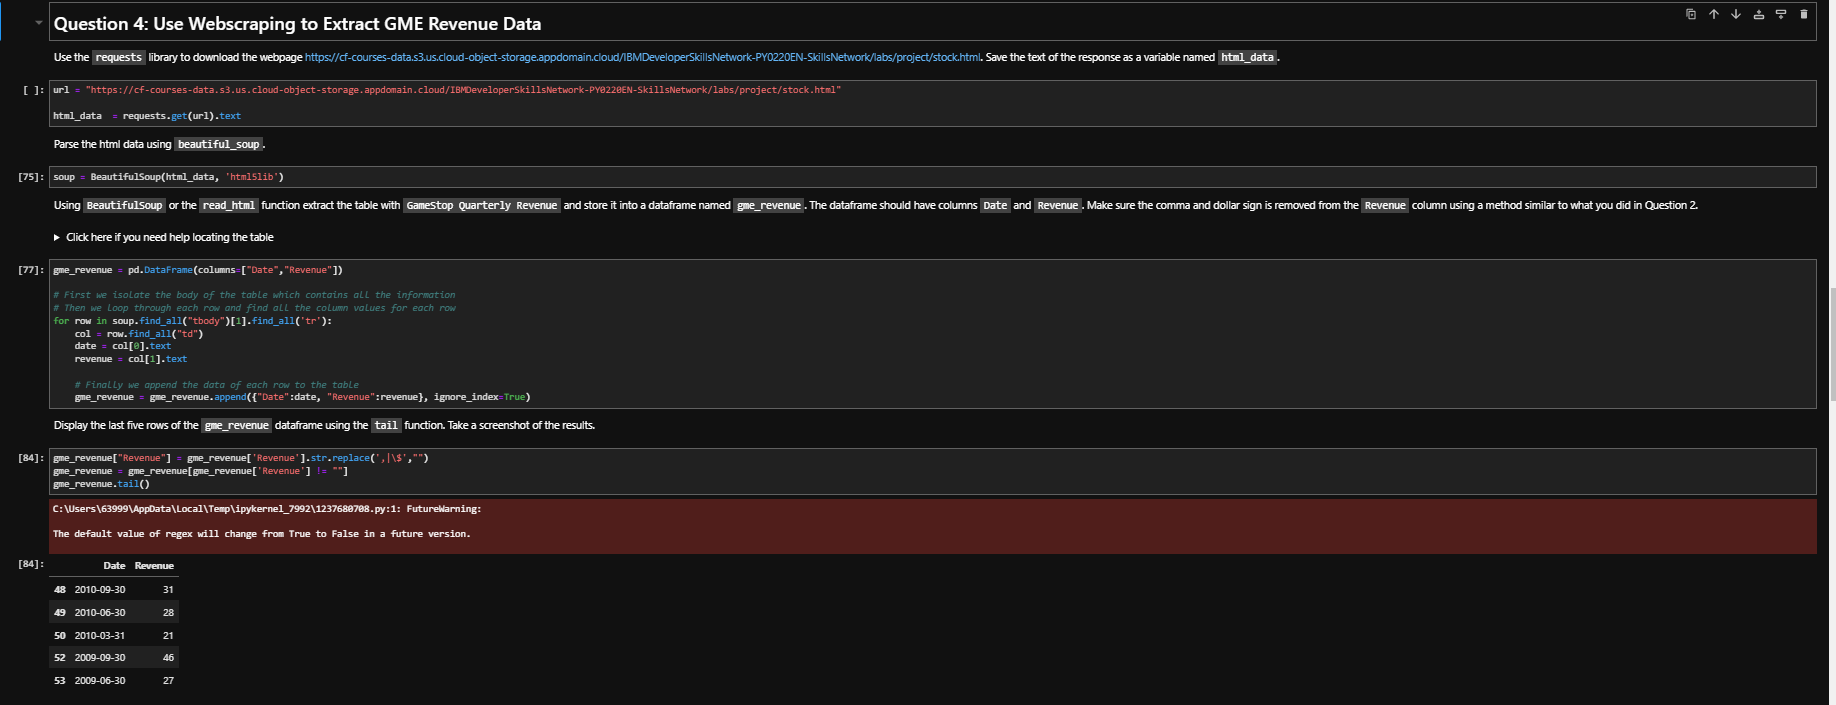 Question 4: Use Webscraping to Extract GME Revenue Data
Use the requests library to download the webpage https://cf-courses-data.s3.us.cloud-object-storage.appdomain.cloud/IBMDeveloperSkillsNetwork-PY0220EN-SkillsNetwork/labs/project/stock.html. Save the text of the response as a variable named html_data.
[ ]: url = "https://cf-courses-data.s3.us.cloud-object-storage.appdomain.cloud/IBMDeveloperSkillsNetwork-PY0220EN-SkillsNetwork/labs/project/stock.html"
html_data  = requests.get(url).text
Parse the html data using beautiful_soup.
[75]: soup = BeautifulSoup(html_data, 'html5lib')
Using BeautifulSoup or the read_html function extract the table with GameStop Quarterly Revenue and store it into a dataframe named gme_revenue. The dataframe should have columns Date and Revenue. Make sure the comma and dollar sign is removed from the Revenue column using a method similar to what you did in Question 2.
Click here if you need help locating the table
[77]: gme_revenue = pd.DataFrame(columns=["Date","Revenue"])
# First we isolate the body of the table which contains all the information
# Then we loop through each row and find all the column values for each row
for row in soup.find_all("tbody")[1].find_all('tr'):
    col = row.find_all("td")
    date = col[0].text
    revenue = col[1].text
    # Finally we append the data of each row to the table
    gme_revenue = gme_revenue.append({"Date":date, "Revenue":revenue}, ignore_index=True)
Display the last five rows of the gme_revenue dataframe using the tail function. Take a screenshot of the results.
[84]: gme_revenue["Revenue"] = gme_revenue['Revenue'].str.replace(',|\$',"")
gme_revenue = gme_revenue[gme_revenue['Revenue'] != ""]
gme_revenue.tail()
C:\Users\63999\AppData\Local\Temp\ipykernel_7992\1237680708.py:1: FutureWarning:
The default value of regex will change from True to False in a future version.
[84]: Date Revenue
48 2010-09-30 31
49 2010-06-30 28
50 2010-03-31 21
52 2009-09-30 46
53 2009-06-30 27